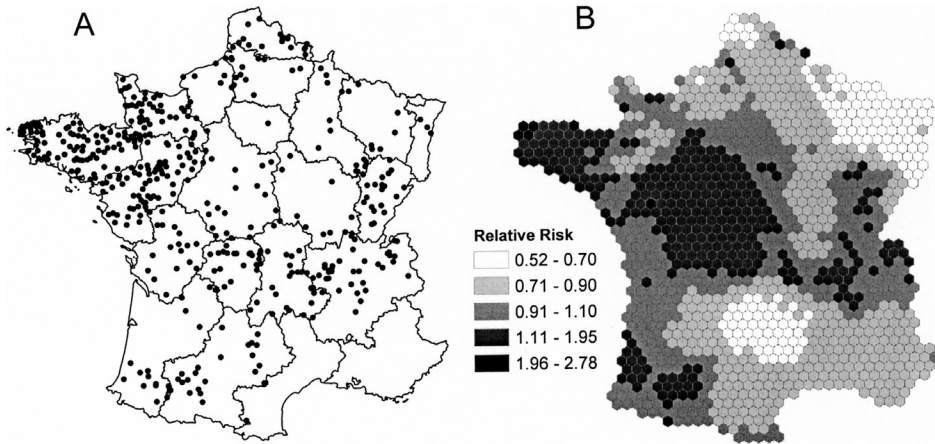 A
B
Relative Risk
0.52 - 0.70
0.71 - 0.90
0.91 - 1.10
1.11 - 1.95
1.96 - 2.78